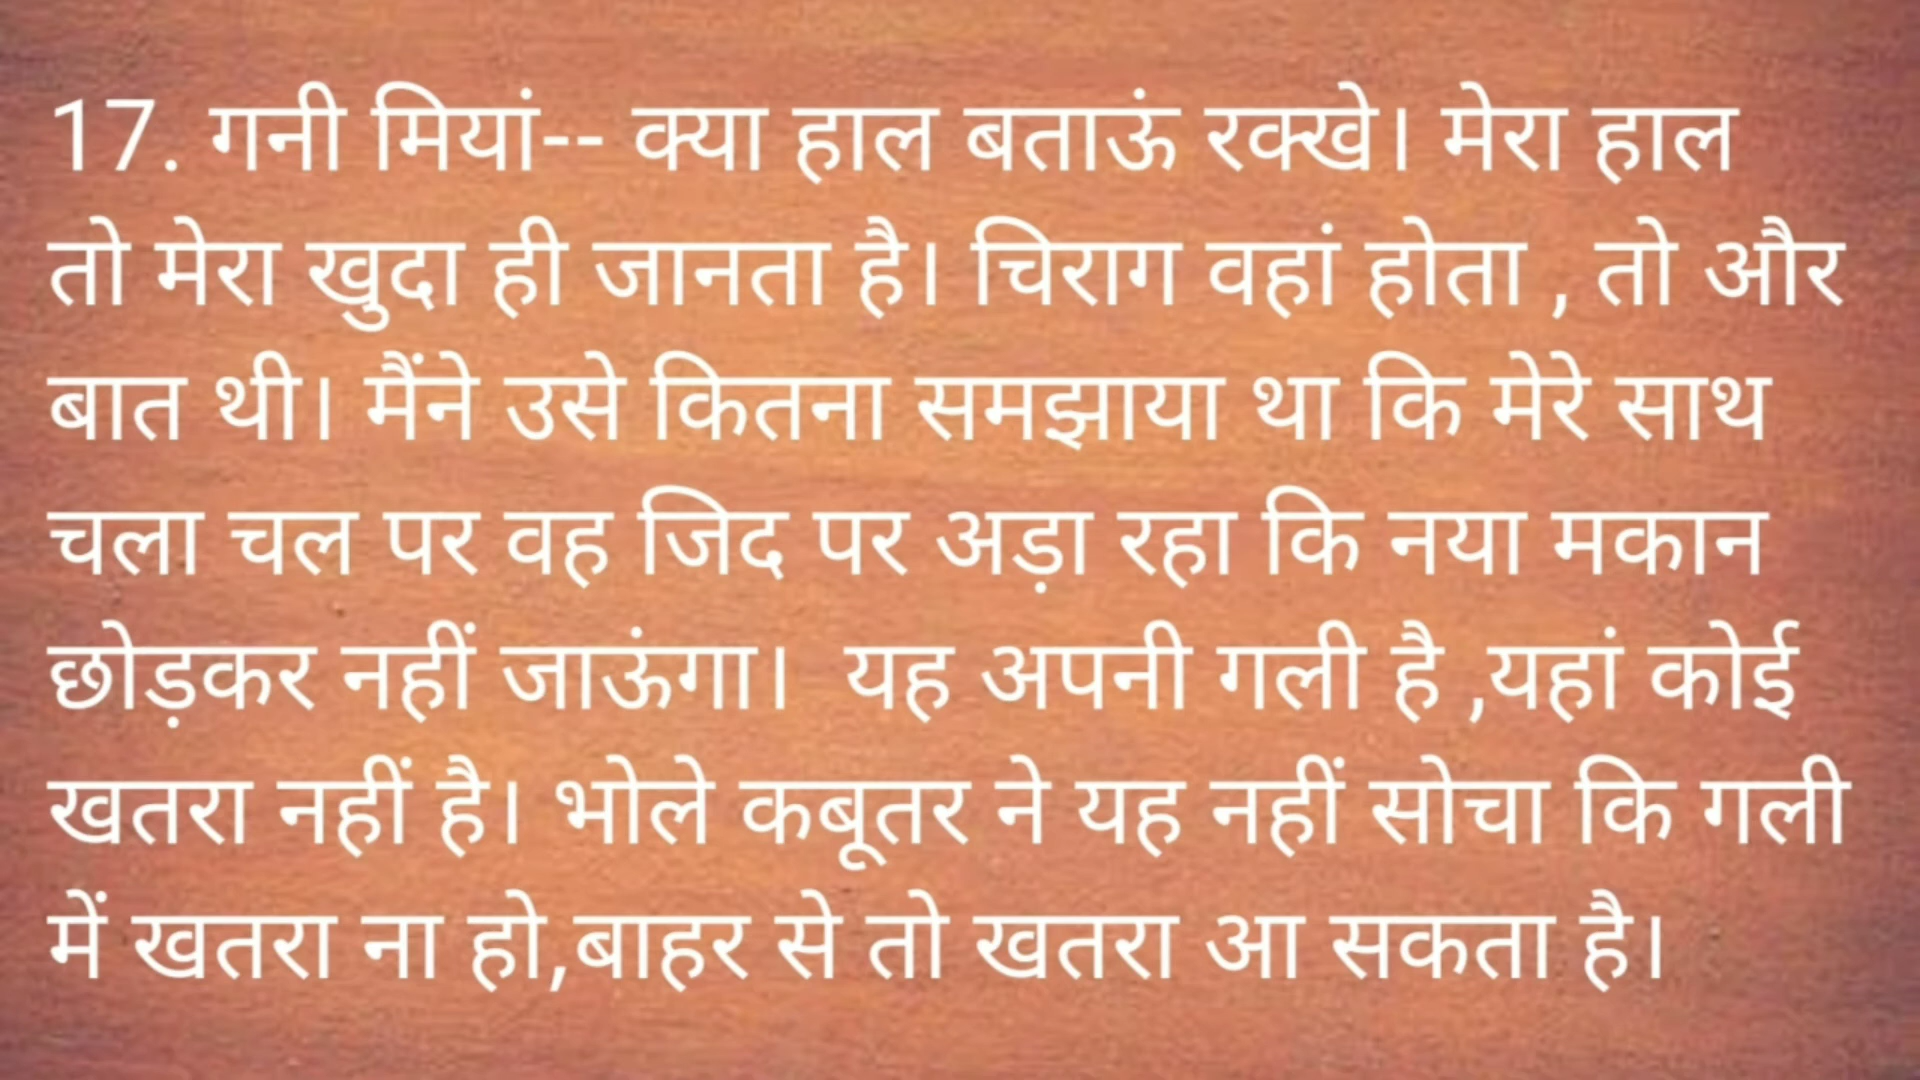 17. गनी मियां-- क्या हाल बताऊं रक्खे। मेरा हाल
तो मेरा खुदा ही जानता है। चिराग वहां होता , तो और
बात थी। मैंने उसे कितना समझाया था कि मेरे साथ
चला चल पर वह जिद पर अड़ा रहा कि नया मकान
छोड़कर नहीं जाऊंगा।  यह अपनी गली है ,यहां कोई
खतरा नहीं है। भोले कबूतर ने यह नहीं सोचा कि गली
में खतरा ना हो,बाहर से तो खतरा आ सकता है।